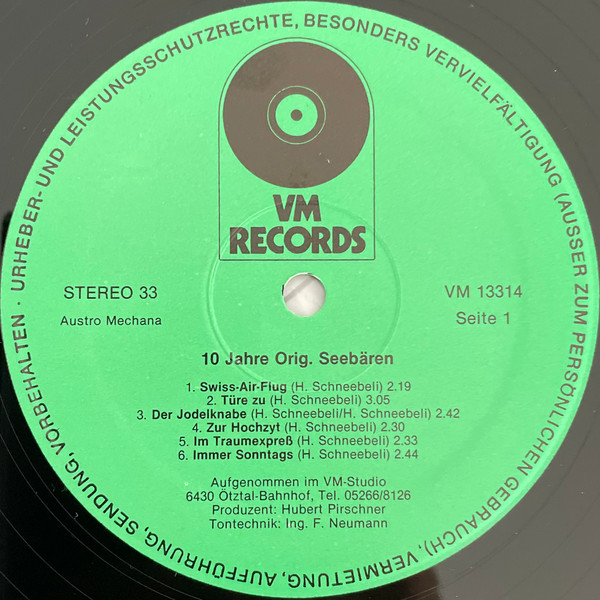 URHEBER- UND LEISTUNGSSCHUTZRECHTE, BESONDERS VERVIELFÄLTIGUNG (AUSSER ZUM PERSÖNLICHEN GEBRAUCH), VERMIETUNG, AUFFÜHRUNG, SENDUNG, VORBEHALTEN ·
VM
RECORDS
STEREO 33
Austro Mechana
VM 13314
Seite 1
10 Jahre Orig. Seebären
1. Swiss-Air-Flug (H. Schneebeli) 2.19
2. Türe zu (H. Schneebeli) 3.05
3. Der Jodelknabe (H. Schneebeli/H. Schneebeli) 2.42
4. Zur Hochzyt (H. Schneebeli) 2.30
5. Im Traumexpreß (H. Schneebeli) 2.33
6. Immer Sonntags (H. Schneebeli) 2.44
Aufgenommen im VM-Studio
6430 Ötztal-Bahnhof, Tel. 05266/8126
Produzent: Hubert Pirschner
Tontechnik: Ing. F. Neumann